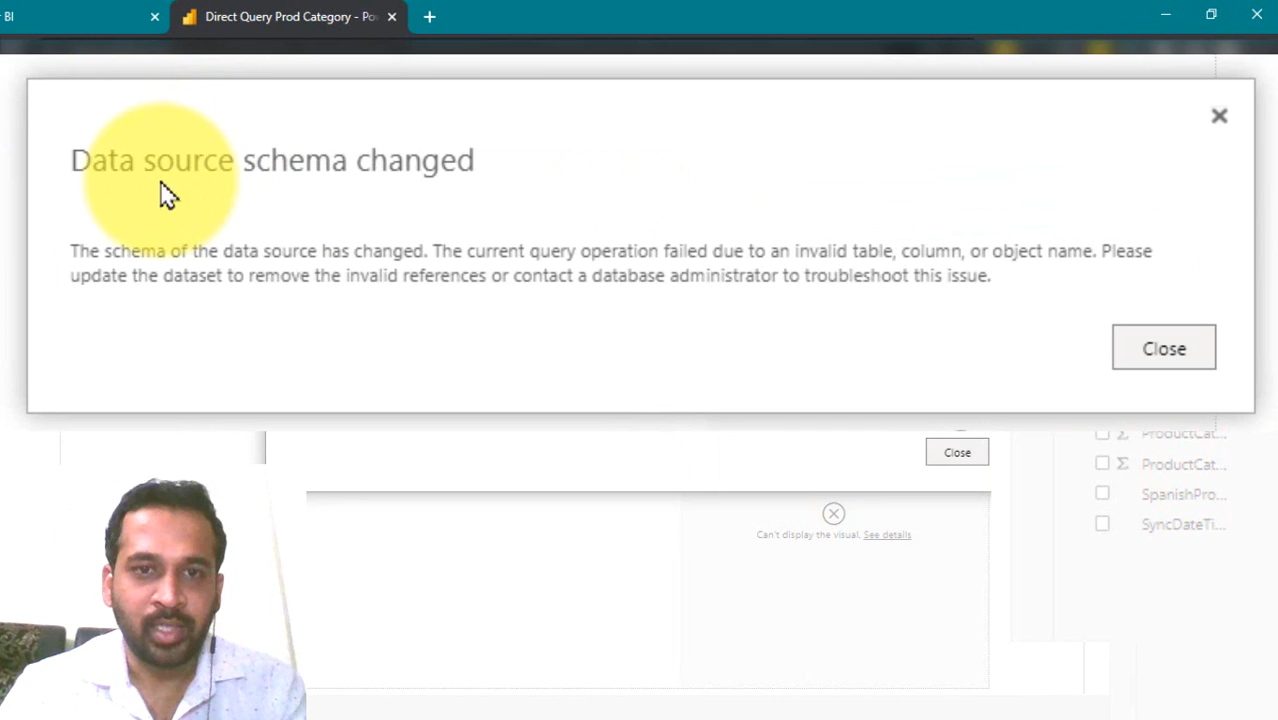 BI
Direct Query Prod Category - Po
Data source schema changed
The schema of the data source has changed. The current query operation failed due to an invalid table, column, or object name. Please
update the dataset to remove the invalid references or contact a database administrator to troubleshoot this issue.
Close
ProductCat...
Close
ProductCat...
SpanishPro...
Can't display the visual. See details
SyncDateTi...